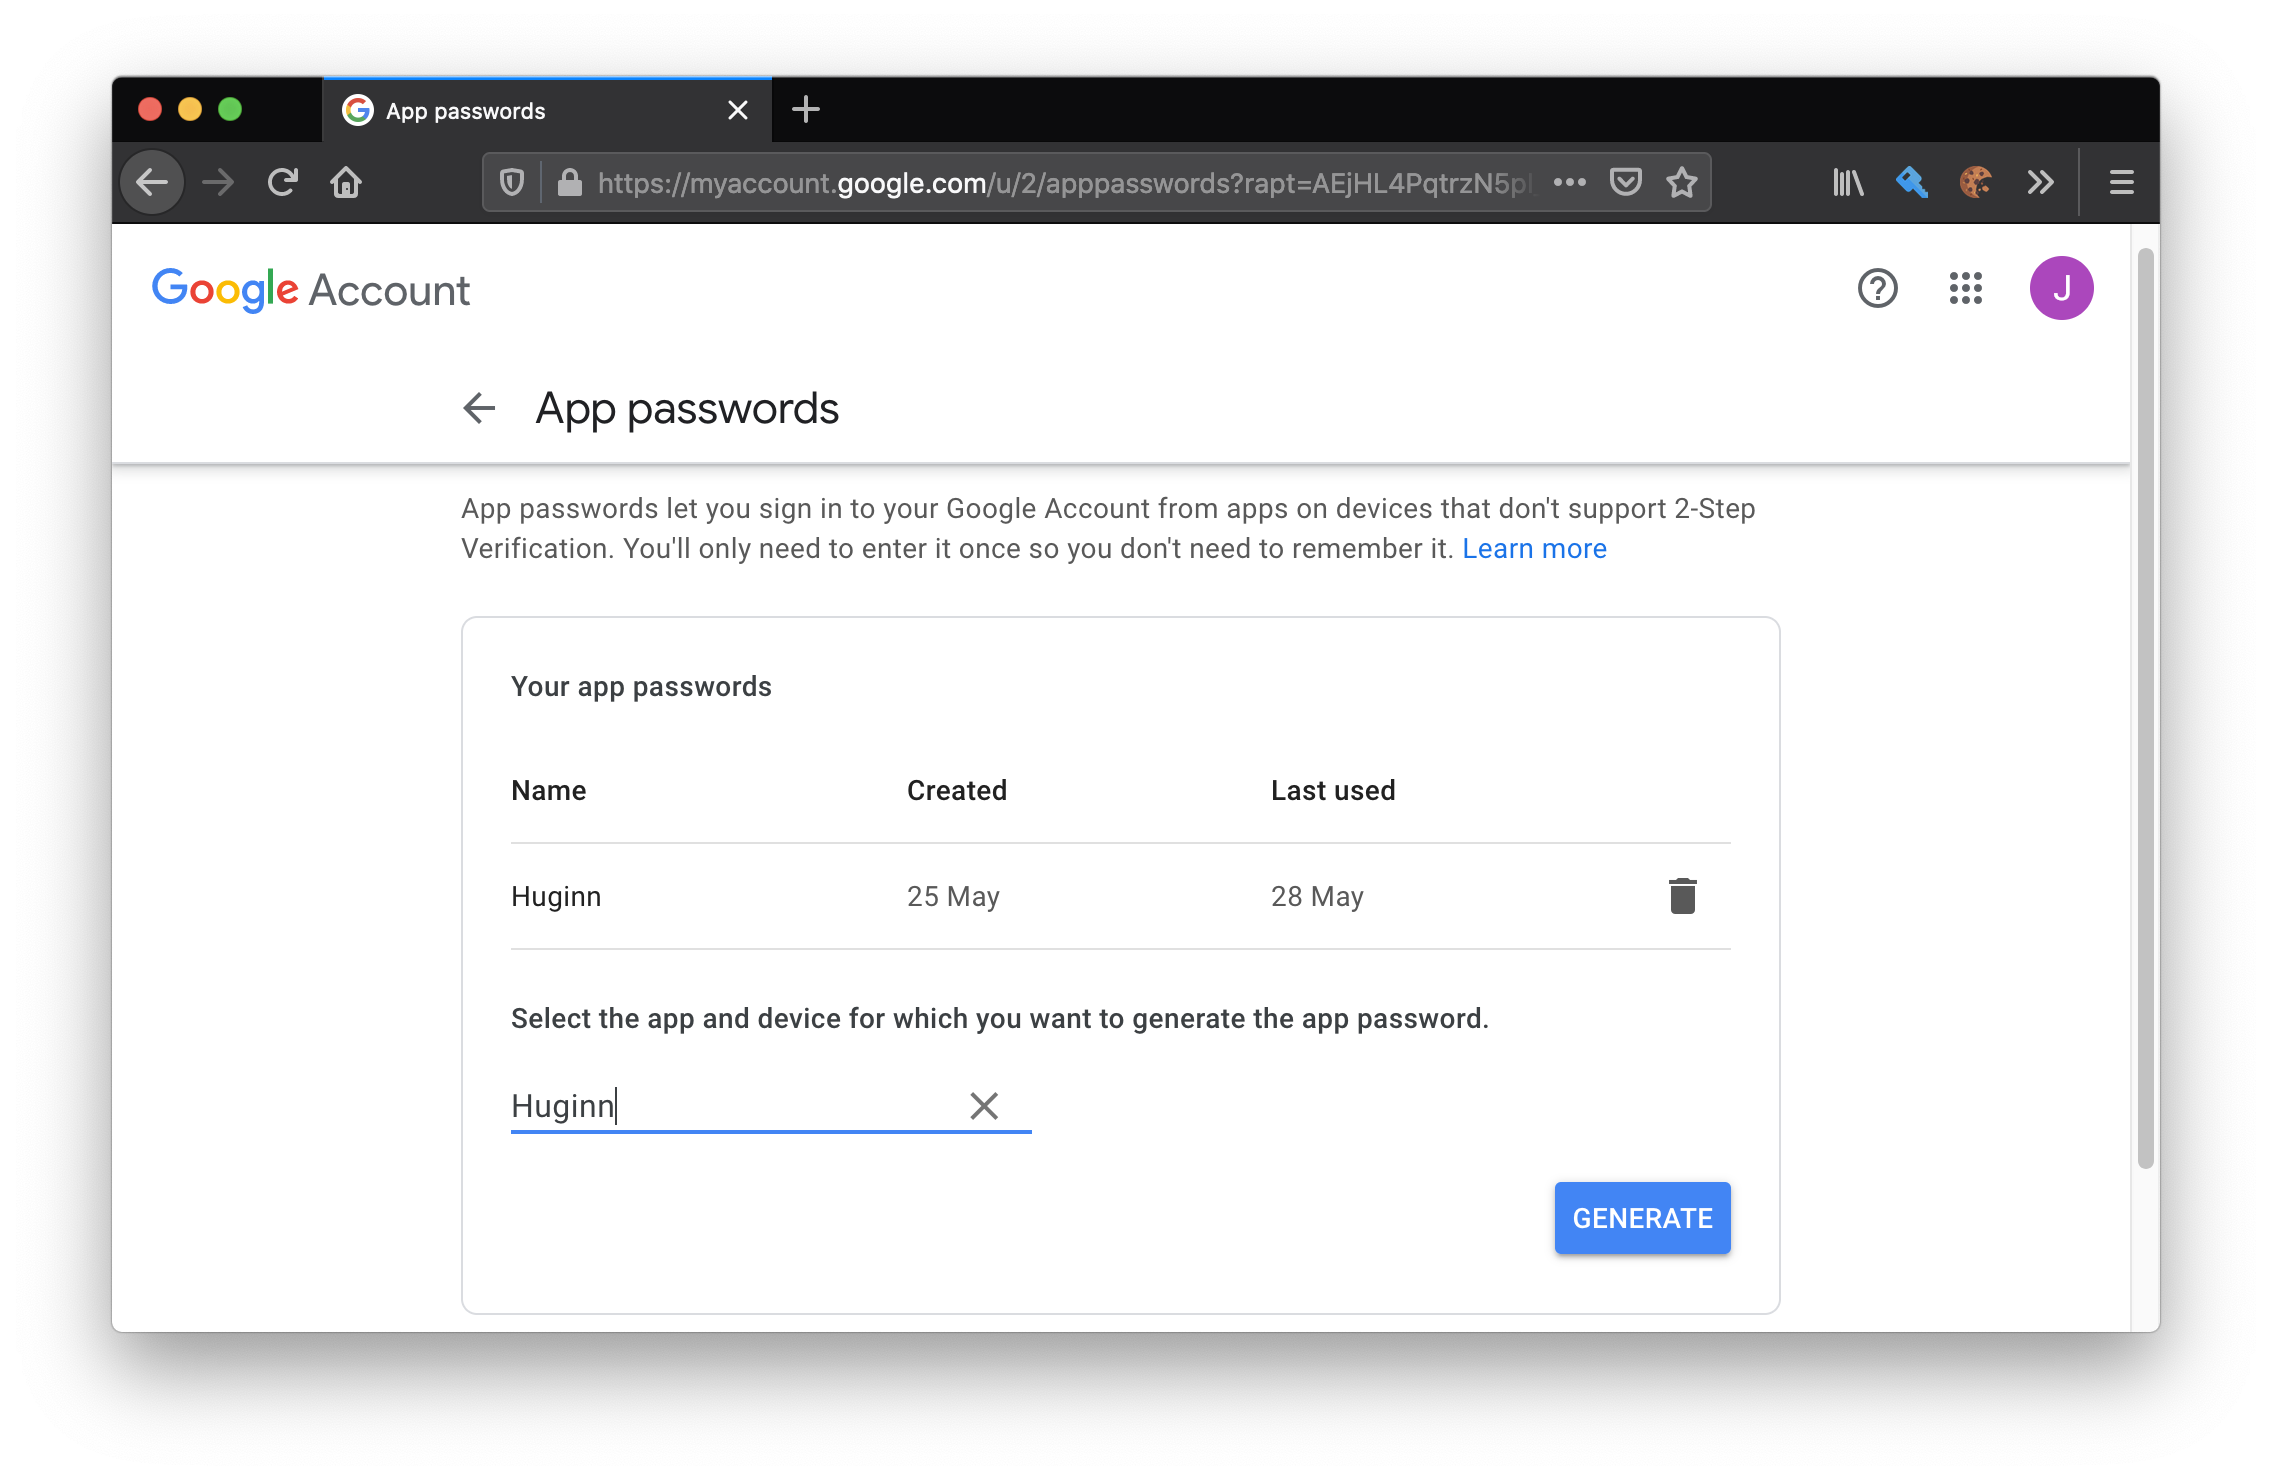 App passwords
https://myaccount.google.com/u/2/apppasswords?rapt=AEjHL4PqtrzN5pl
Google Account
J
App passwords
App passwords let you sign in to your Google Account from apps on devices that don't support 2-Step
Verification. You'll only need to enter it once so you don't need to remember it. Learn more
Your app passwords
Name Created Last used
Huginn 25 May 28 May
Select the app and device for which you want to generate the app password.
Huginn
GENERATE